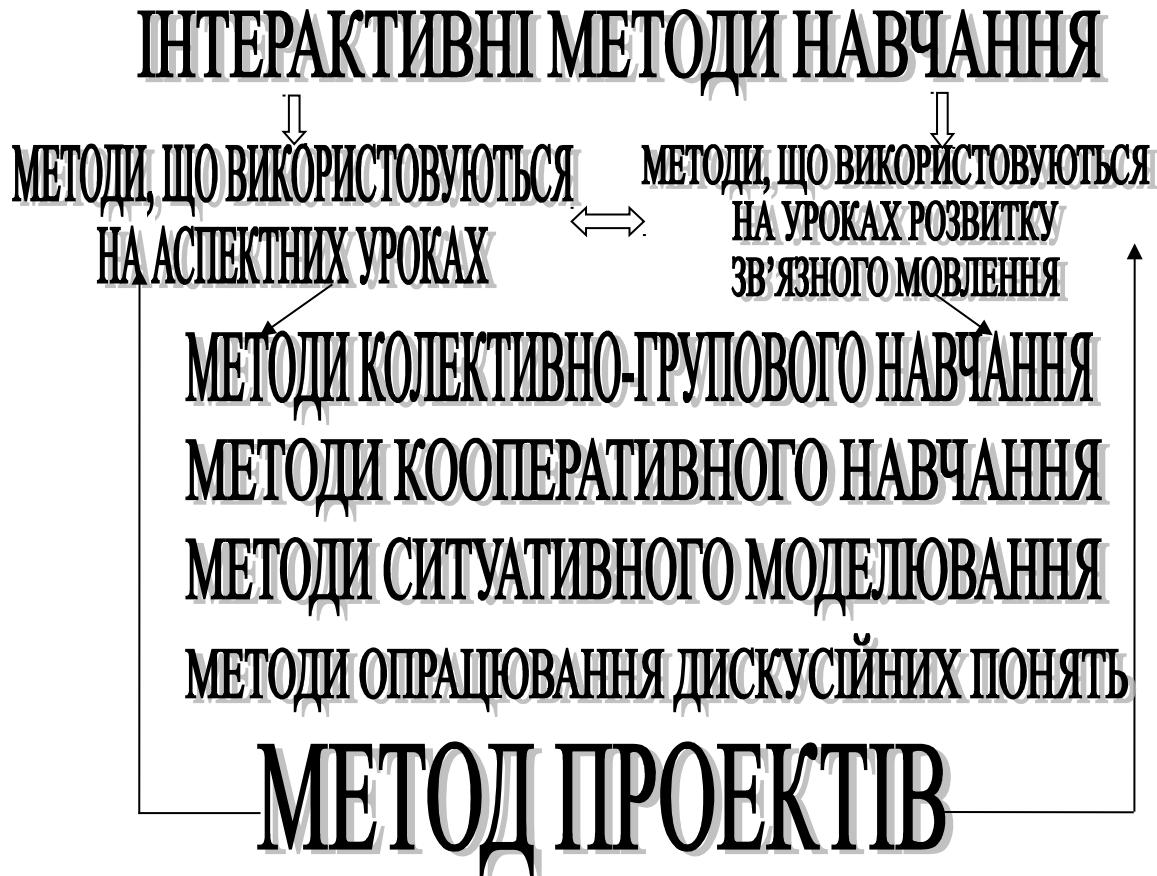 ІНТЕРАКТИВНІ МЕТОДИ НАВЧАННЯ
МЕТОДИ, ЩО ВИКОРИСТОВУЮТЬСЯ
НА АСПЕКТНИХ УРОКАХ
МЕТОДИ, ЩО ВИКОРИСТОВУЮТЬСЯ
НА УРОКАХ РОЗВИТКУ
ЗВ’ЯЗНОГО МОВЛЕННЯ
МЕТОДИ КОЛЕКТИВНО-ГРУПОВОГО НАВЧАННЯ
МЕТОДИ КООПЕРАТИВНОГО НАВЧАННЯ
МЕТОДИ СИТУАТИВНОГО МОДЕЛЮВАННЯ
МЕТОДИ ОПРАЦЮВАННЯ ДИСКУСІЙНИХ ПОНЯТЬ
МЕТОД ПРОЕКТІВ